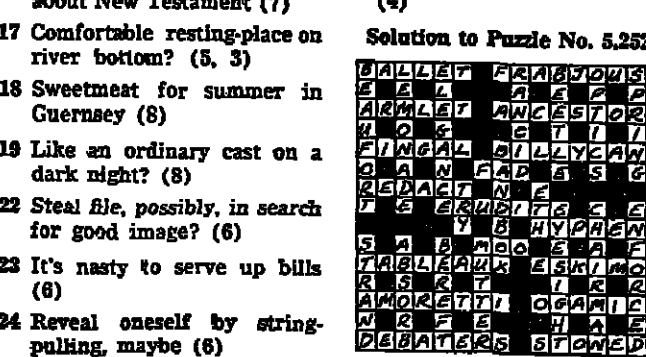 about New Testament (7)
17 Comfortable resting-place on
river bottom? (5, 3)
18 Sweetmeat for summer in
Guernsey (8)
19 Like an ordinary cast on a
dark night? (8)
22 Steal file, possibly, in search
for good image? (6)
23 It's nasty to serve up bills
(6)
24 Reveal oneself by string-
pulling, maybe (6)
(4)
Solution to Puzzle No. 5,252
BALLET FRABJOUS
E E L A E P P
ARMLET ANCESTOR
U O G C T I I
FINGAL BILLYCAN
O A N FAD E S G
REDACT N E
T E ERUDITE C E
Y B HYPHEN
S A B MOO E A F
TABLEAUX ESKIMO
R S R T I R R
AMORETTI OGAMIC
N R F E H A E
DEBATERS STONED